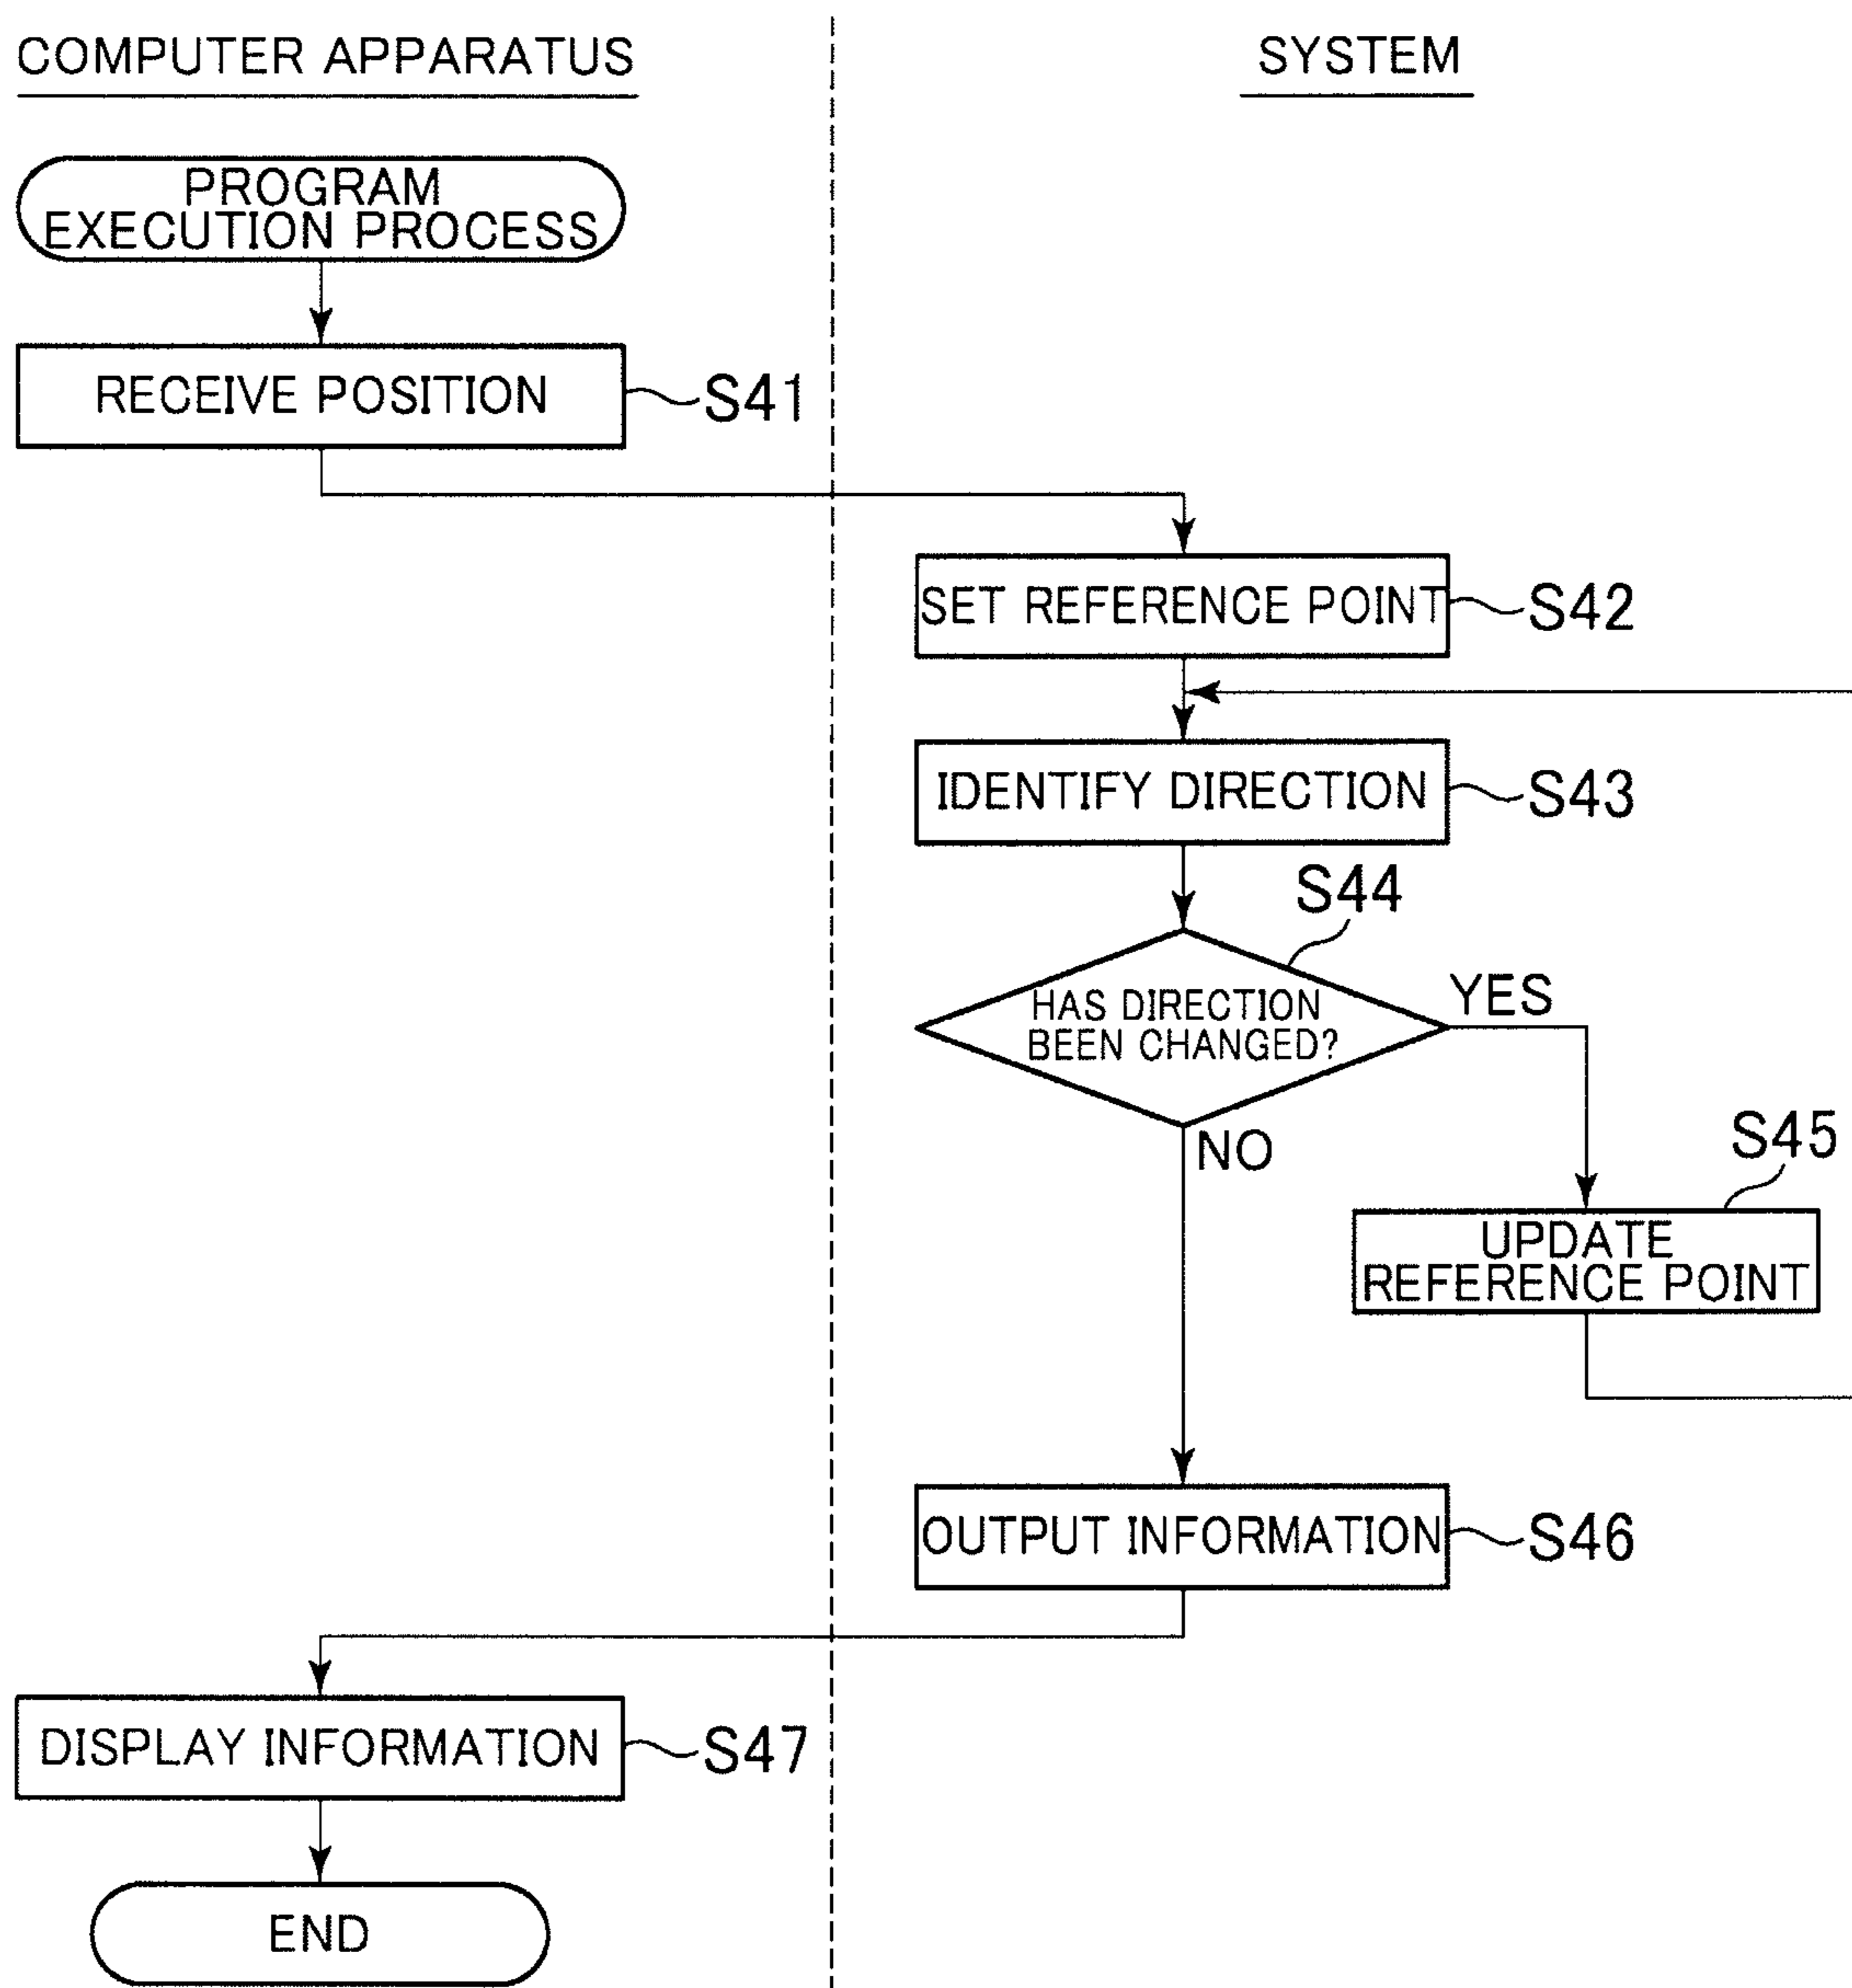 COMPUTER APPARATUS
SYSTEM
PROGRAM
EXECUTION PROCESS
RECEIVE POSITION
S41
SET REFERENCE POINT
S42
IDENTIFY DIRECTION
S43
S44
HAS DIRECTION
BEEN CHANGED?
YES
NO
S45
UPDATE
REFERENCE POINT
OUTPUT INFORMATION
S46
DISPLAY INFORMATION
S47
END